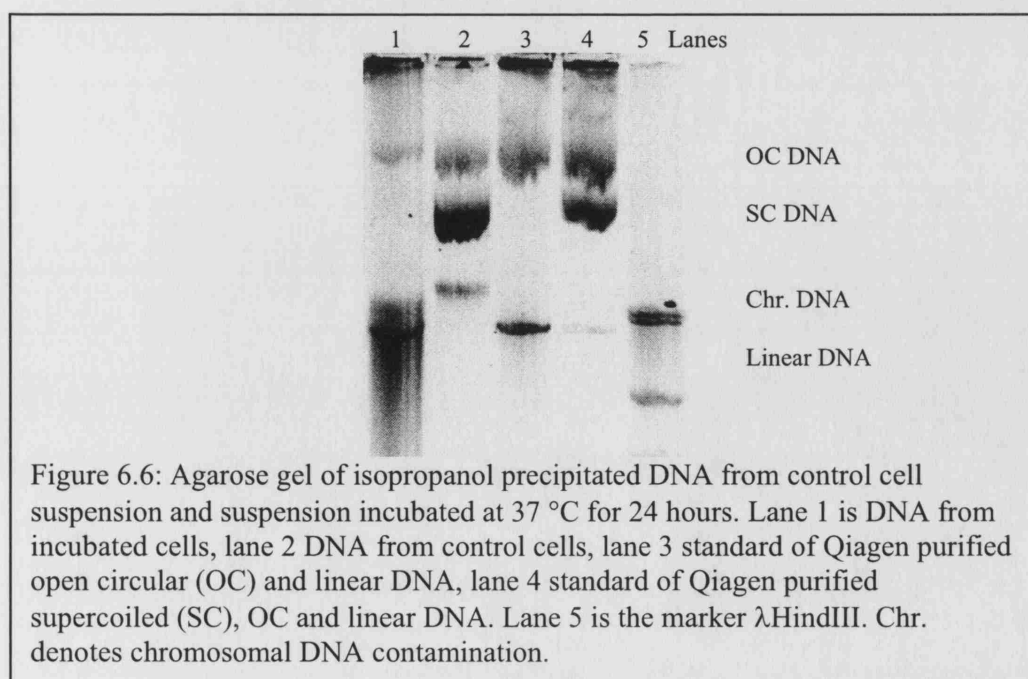 1 2 3 4 5 Lanes
OC DNA
SC DNA
Chr. DNA
Linear DNA
Figure 6.6: Agarose gel of isopropanol precipitated DNA from control cell
suspension and suspension incubated at 37 °C for 24 hours. Lane 1 is DNA from
incubated cells, lane 2 DNA from control cells, lane 3 standard of Qiagen purified
open circular (OC) and linear DNA, lane 4 standard of Qiagen purified
supercoiled (SC), OC and linear DNA. Lane 5 is the marker λHindIII. Chr.
denotes chromosomal DNA contamination.